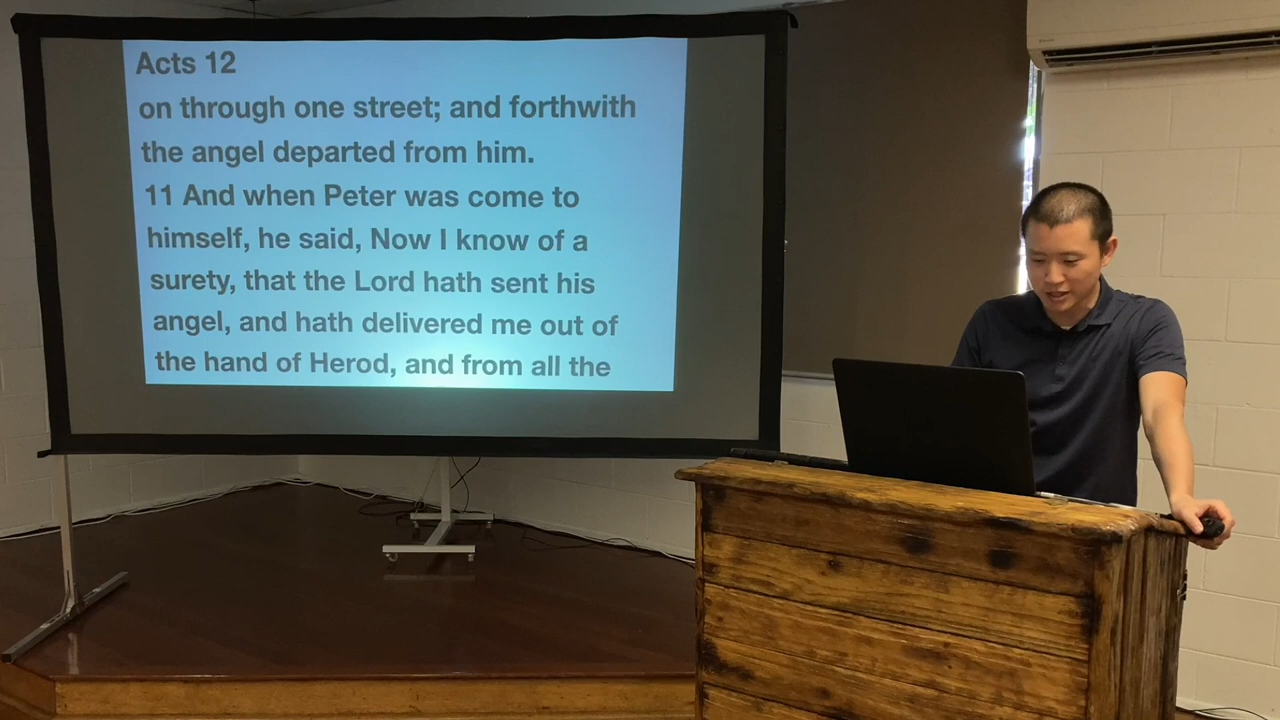 Acts 12
on through one street; and forthwith
the angel departed from him.
11 And when Peter was come to
himself, he said, Now I know of a
surety, that the Lord hath sent his
angel, and hath delivered me out of
the hand of Herod, and from all the